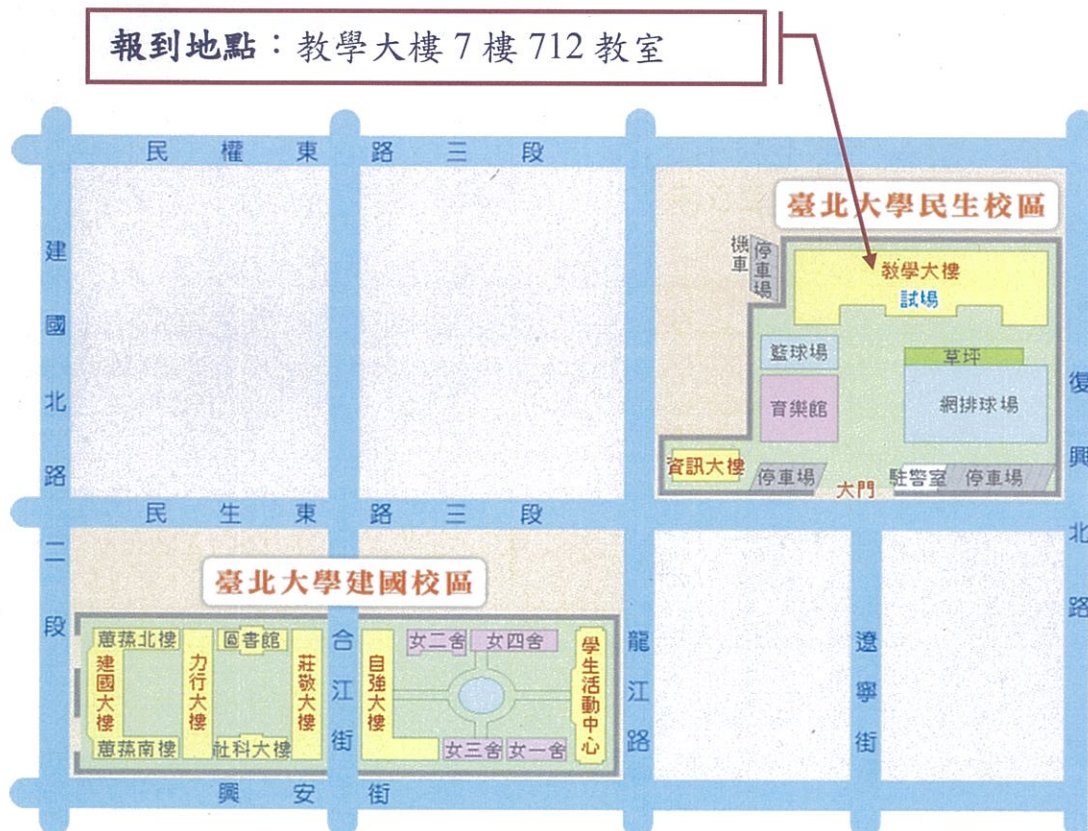 報到地點：教學大樓 7 樓 712 教室
民權東路三段
臺北大學民生校區
機車
停車場
教學大樓
試場
建國北路二段
籃球場
草坪
復興北路
育樂館
網排球場
資訊大樓
停車場
大門
駐警室
停車場
民生東路三段
臺北大學建國校區
蕙蓀北樓
圖書館
女二舍
女四舍
建國大樓
力行大樓
莊敬大樓
合江街
自強大樓
學生活動中心
龍江路
遼寧街
蕙蓀南樓
社科大樓
女三舍
女一舍
興安街